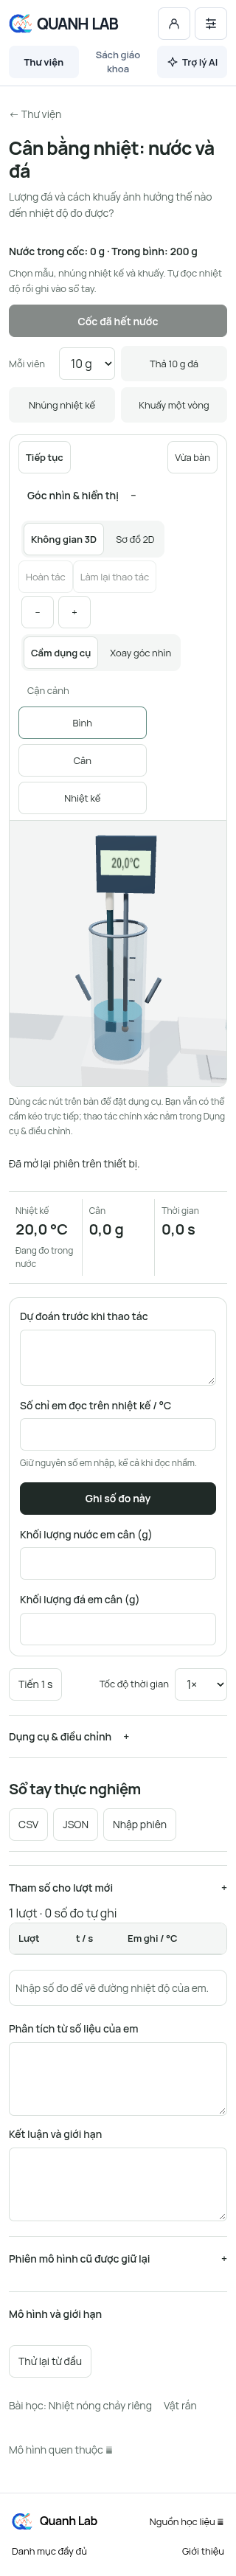 QUANH LAB
Thư viện
Sách giáo khoa
Trợ lý AI
← Thư viện
Cân bằng nhiệt: nước và đá
Lượng đá và cách khuấy ảnh hưởng thế nào đến nhiệt độ đo được?
Nước trong cốc: 0 g · Trong bình: 200 g
Chọn mẫu, nhúng nhiệt kế và khuấy. Tự đọc nhiệt độ rồi ghi vào sổ tay.
Cốc đã hết nước
Mỗi viên
10 g
Thả 10 g đá
Nhúng nhiệt kế
Khuấy một vòng
Tiếp tục
Vừa bàn
Góc nhìn & hiển thị −
Không gian 3D
Sơ đồ 2D
Hoàn tác
Làm lại thao tác
−
+
Cầm dụng cụ
Xoay góc nhìn
Cận cảnh
Bình
Cân
Nhiệt kế
20,0°C
Dùng các nút trên bàn để đặt dụng cụ. Bạn vẫn có thể cầm kéo trực tiếp; thao tác chính xác nằm trong Dụng cụ & điều chỉnh.
Đã mở lại phiên trên thiết bị.
Nhiệt kế
20,0 °C
Đang đo trong nước
Cân
0,0 g
Thời gian
0,0 s
Dự đoán trước khi thao tác
Số chỉ em đọc trên nhiệt kế / °C
Giữ nguyên số em nhập, kể cả khi đọc nhầm.
Ghi số đo này
Khối lượng nước em cân (g)
Khối lượng đá em cân (g)
Tiến 1 s
Tốc độ thời gian
1×
Dụng cụ & điều chỉnh +
Sổ tay thực nghiệm
CSV
JSON
Nhập phiên
Tham số cho lượt mới +
1 lượt · 0 số đo tự ghi
Lượt
t / s
Em ghi / °C
Nhập số đo để vẽ đường nhiệt độ của em.
Phân tích từ số liệu của em
Kết luận và giới hạn
Phiên mô hình cũ được giữ lại +
Mô hình và giới hạn
Thử lại từ đầu
Bài học: Nhiệt nóng chảy riêng
Vật rắn
Mô hình quen thuộc
Quanh Lab
Nguồn học liệu
Danh mục đầy đủ
Giới thiệu